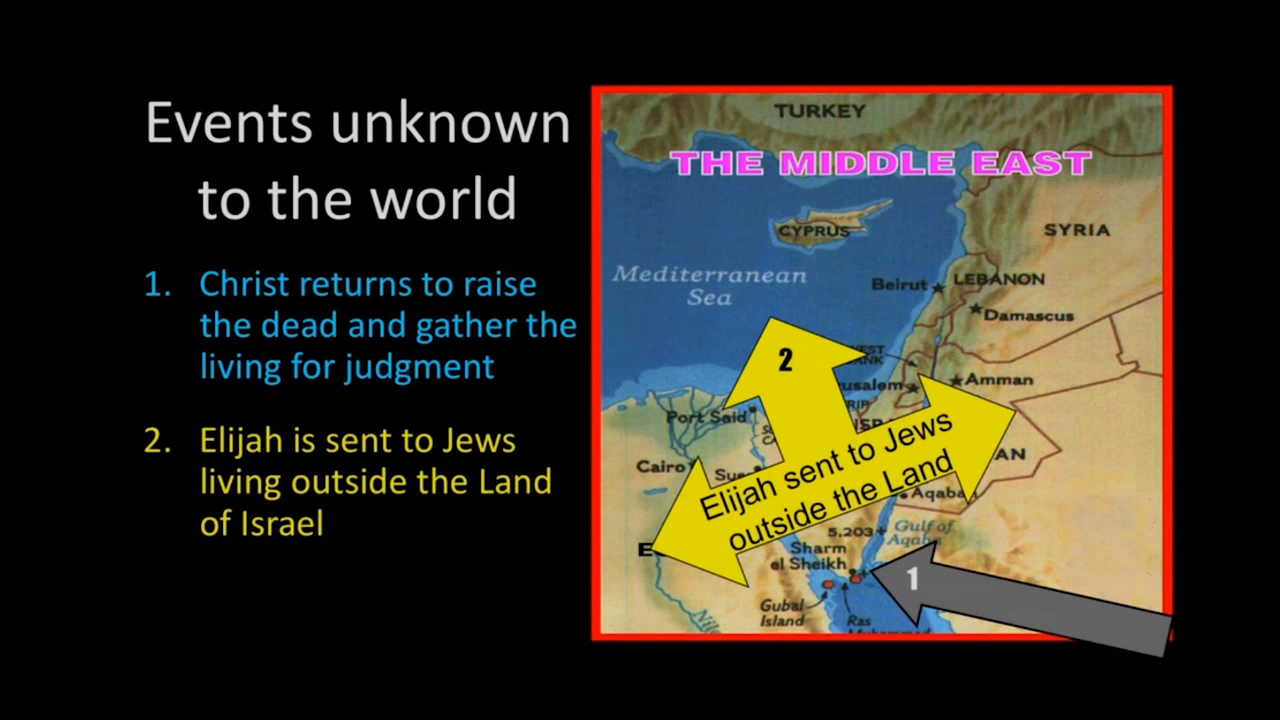 Events unknown
to the world
1. Christ returns to raise
the dead and gather the
living for judgment
2. Elijah is sent to Jews
living outside the Land
of Israel
TURKEY
THE MIDDLE EAST
CYPRUS
SYRIA
Mediterranean
Sea
Beirut
LEBANON
Damascus
2
Amman
Port Said
Cairo
Elijah sent to Jews
outside the Land
Aqaba
5,203
Gulf of
Aqaba
Sharm
el Sheikh
1
Gubal
Island
Ras
Nile